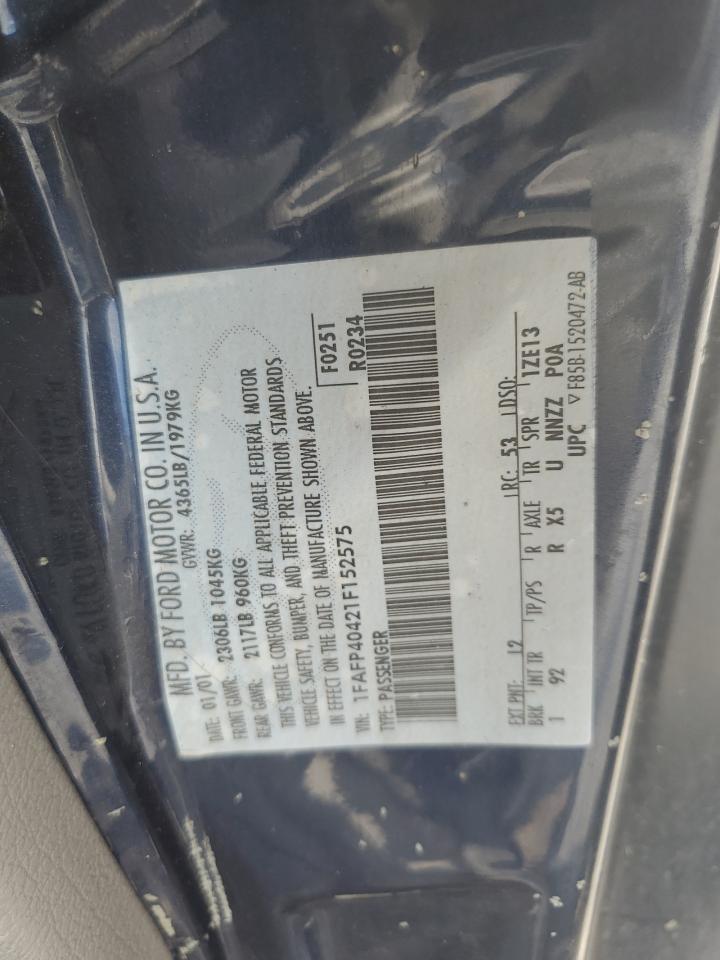 MFD. BY FORD MOTOR CO. IN U.S.A.
DATE: 01/01 GVWR: 4365LB/1979KG
FRONT GAWR: 2306LB 1045KG
REAR GAWR: 2117LB 960KG
THIS VEHICLE CONFORMS TO ALL APPLICABLE FEDERAL MOTOR
VEHICLE SAFETY, BUMPER, AND THEFT PREVENTION STANDARDS
IN EFFECT ON THE DATE OF MANUFACTURE SHOWN ABOVE.
VIN: 1FAFP40421F152575 F0251
TYPE: PASSENGER R0234
EXT PNT: L2 RC: 53 DSO:
BRK INT TR TP/PS R AXLE TR SPR 1ZE13
1 92 R X5 U NNZZ P0A
UPC ▽ F85B-1520472-AB